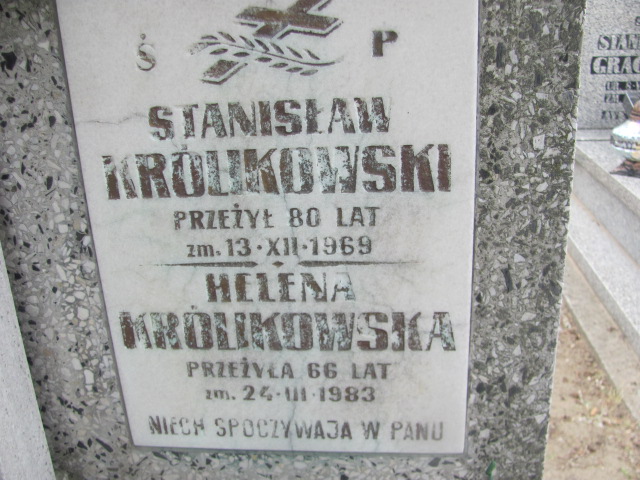 Ś P
STANISŁAW
KRÓLIKOWSKI
PRZEŻYŁ 80 LAT
zm. 13·XII·1969
HELENA
KRÓLIKOWSKA
PRZEŻYŁA 66 LAT
zm. 24·III·1983
NIECH SPOCZYWAJA W PANU